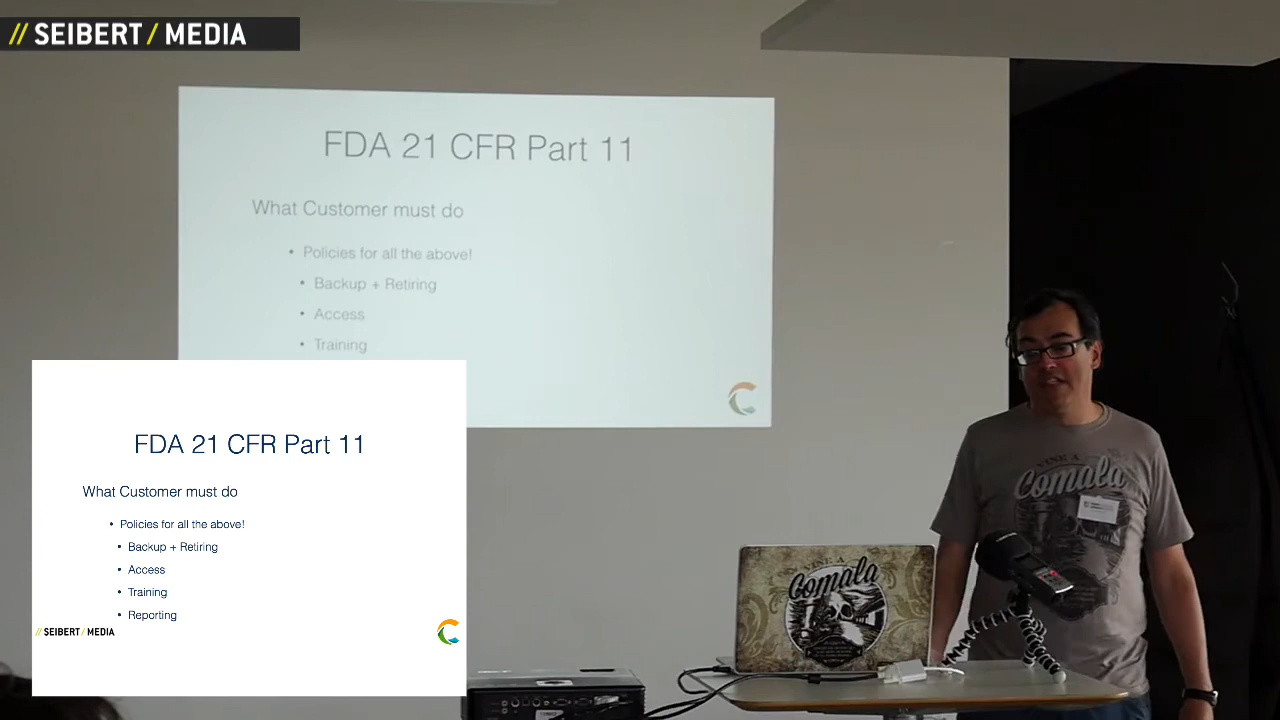 // SEIBERT / MEDIA
FDA 21 CFR Part 11
What Customer must do
• Policies for all the above!
• Backup + Retiring
• Access
• Training
FDA 21 CFR Part 11
What Customer must do
• Policies for all the above!
• Backup + Retiring
• Access
• Training
• Reporting
// SEIBERT / MEDIA
VINE A
Comala
VINE A
Comala